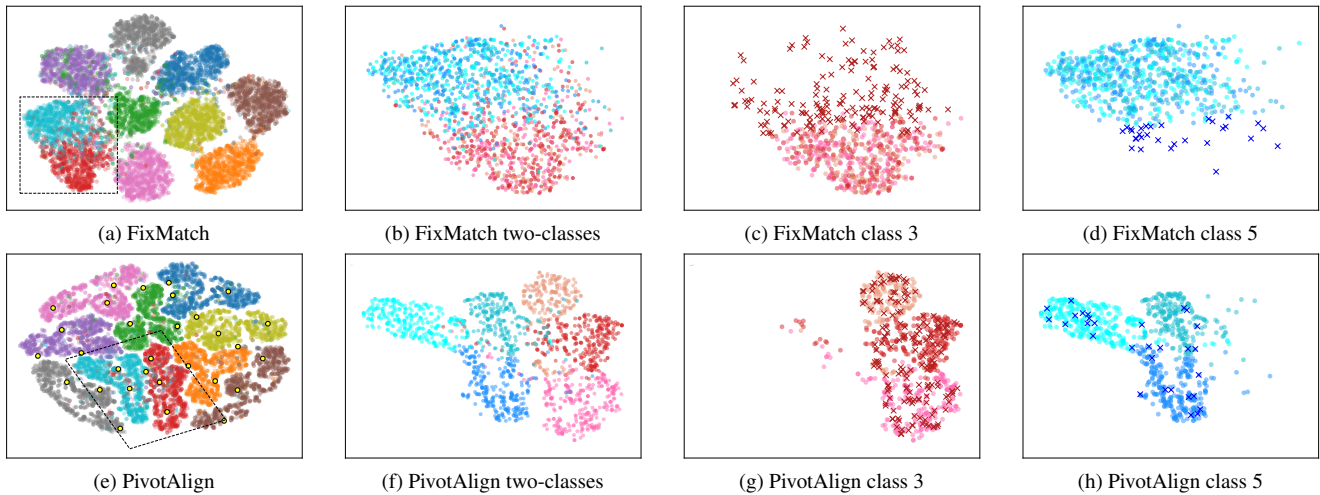 (a) FixMatch
(b) FixMatch two-classes
(c) FixMatch class 3
(d) FixMatch class 5
(e) PivotAlign
(f) PivotAlign two-classes
(g) PivotAlign class 3
(h) PivotAlign class 5